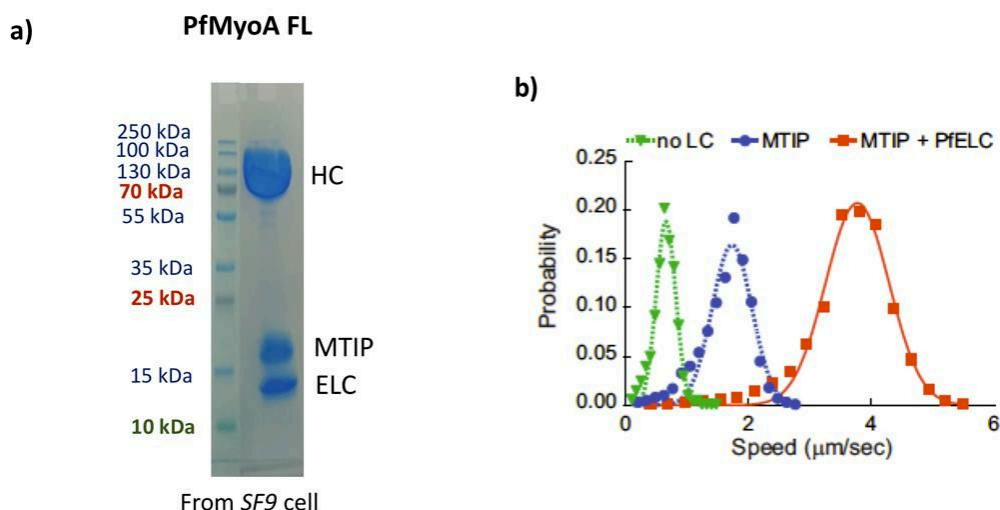 a)
PfMyoA FL
250 kDa
100 kDa
130 kDa
70 kDa
55 kDa
35 kDa
25 kDa
15 kDa
10 kDa
HC
MTIP
ELC
From SF9 cell
b)
no LC MTIP MTIP + PfELC
Probability
0.25
0.20
0.15
0.10
0.05
0.00
0 2 4 6
Speed (μm/sec)